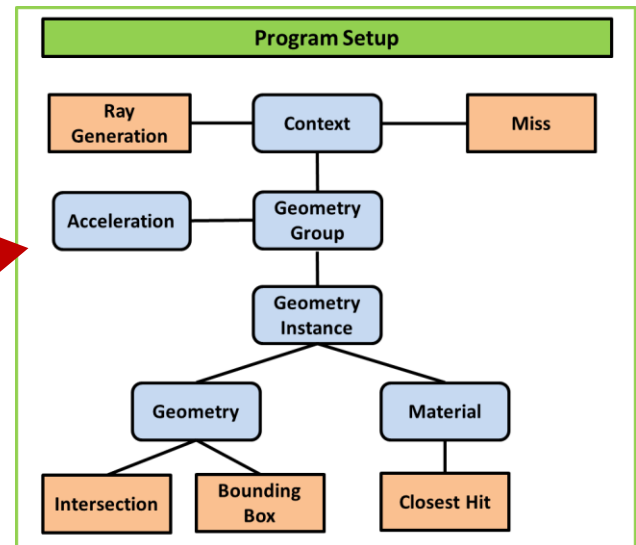 Program Setup
Ray
Generation
Context
Miss
Acceleration
Geometry
Group
Geometry
Instance
Geometry
Material
Intersection
Bounding
Box
Closest Hit